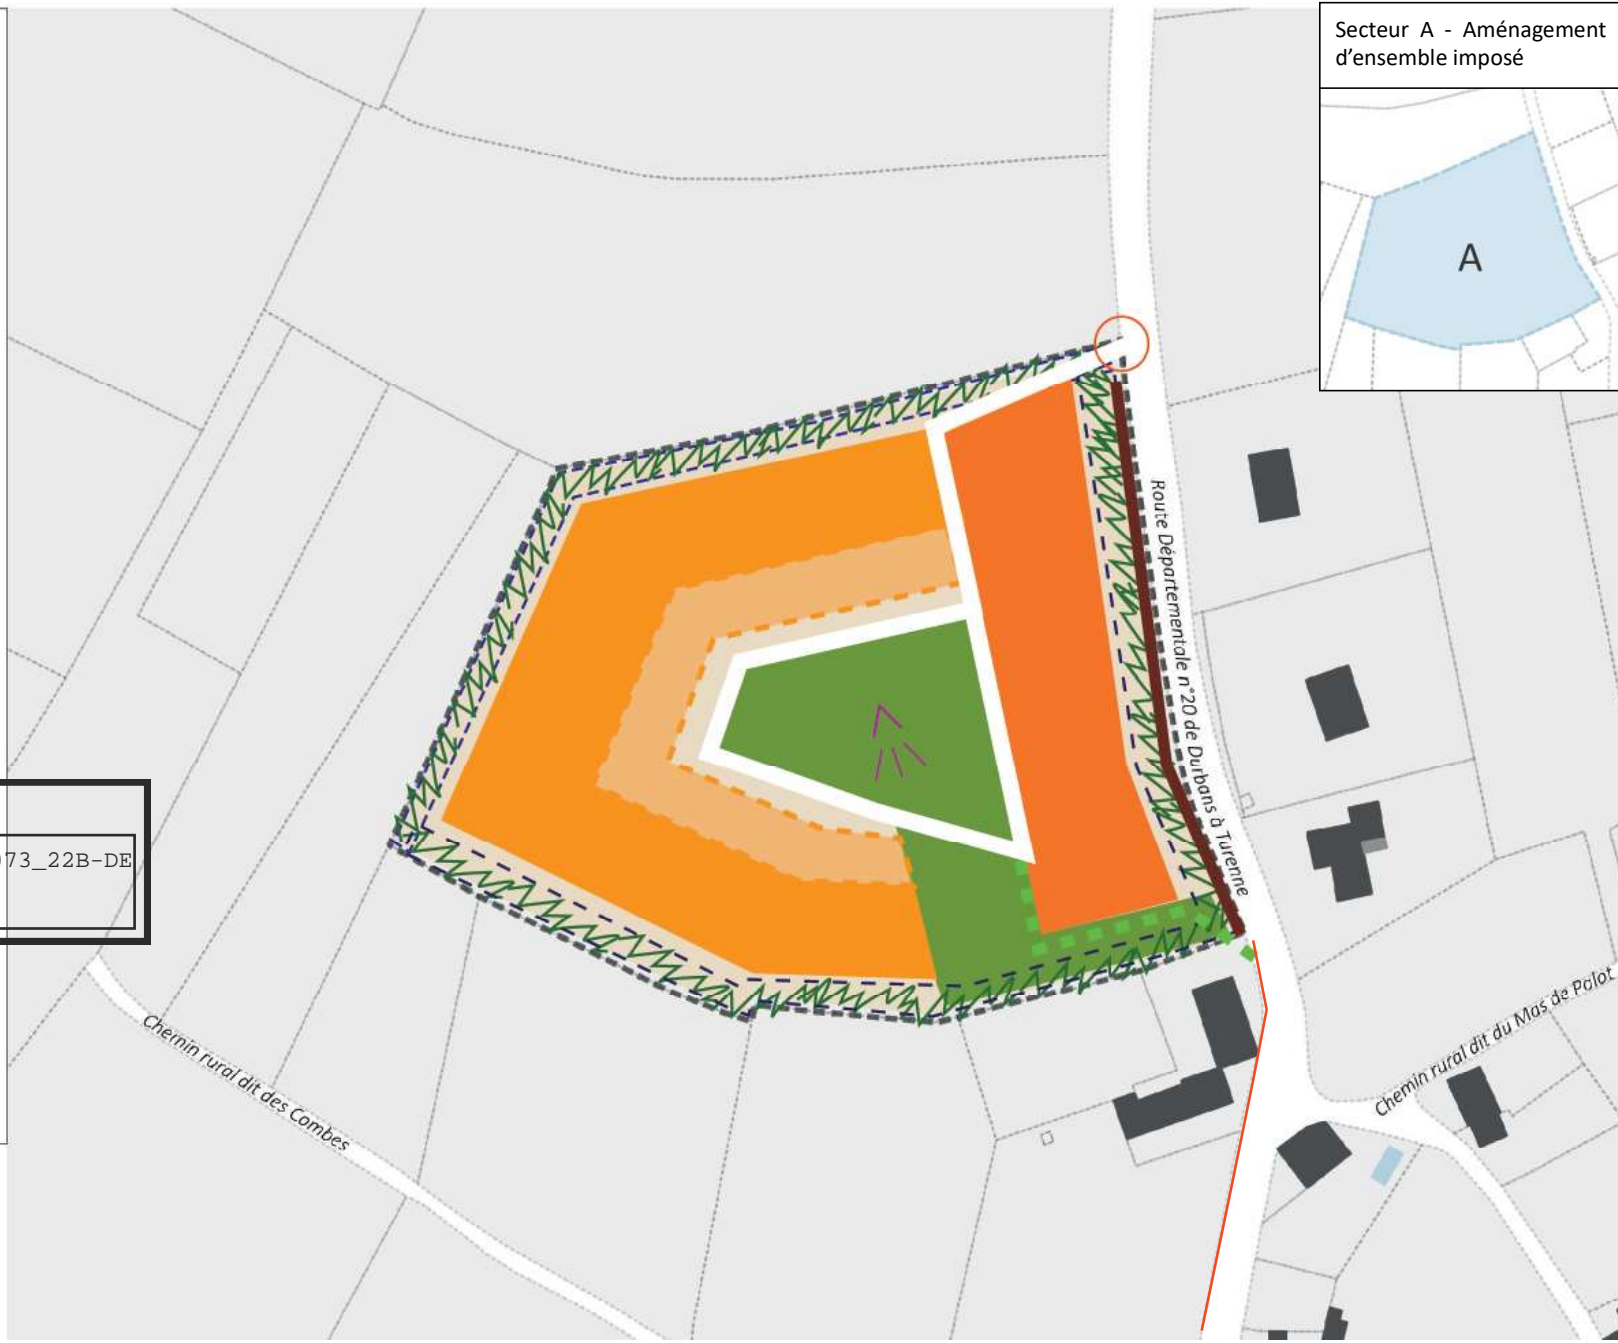 Secteur A - Aménagement
d'ensemble imposé
A
Route Départementale n°20 de Durbans à Turenne
073_22B-DE
Chemin rural dit du Mas de Palot
Chemin rural dit des Combes